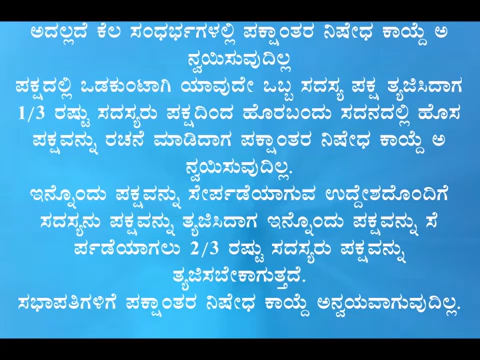 ಅದಲ್ಲದೆ ಕೆಲ ಸಂಧರ್ಭಗಳಲ್ಲಿ ಪಕ್ಷಾಂತರ ನಿಷೇಧ ಕಾಯ್ದೆ ಅ
ನ್ವಯಿಸುವುದಿಲ್ಲ
ಪಕ್ಷದಲ್ಲಿ ಒಡಕುಂಟಾಗಿ ಯಾವುದೇ ಒಬ್ಬ ಸದಸ್ಯ ಪಕ್ಷ ತ್ಯಜಿಸಿದಾಗ
1/3 ರಷ್ಟು ಸದಸ್ಯರು ಪಕ್ಷದಿಂದ ಹೊರಬಂದು ಸದನದಲ್ಲಿ ಹೊಸ
ಪಕ್ಷವನ್ನು ರಚನೆ ಮಾಡಿದಾಗ ಪಕ್ಷಾಂತರ ನಿಷೇಧ ಕಾಯ್ದೆ ಅ
ನ್ವಯಿಸುವುದಿಲ್ಲ.
ಇನ್ನೊಂದು ಪಕ್ಷವನ್ನು ಸೇರ್ಪಡೆಯಾಗುವ ಉದ್ದೇಶದೊಂದಿಗೆ
ಸದಸ್ಯನು ಪಕ್ಷವನ್ನು ತ್ಯಜಿಸಿದಾಗ ಇನ್ನೊಂದು ಪಕ್ಷವನ್ನು ಸೆ
ರ್ಪಡೆಯಾಗಲು 2/3 ರಷ್ಟು ಸದಸ್ಯರು ಪಕ್ಷವನ್ನು
ತ್ಯಜಿಸಬೇಕಾಗುತ್ತದೆ.
ಸಭಾಪತಿಗಳಿಗೆ ಪಕ್ಷಾಂತರ ನಿಷೇಧ ಕಾಯ್ದೆ ಅನ್ವಯವಾಗುವುದಿಲ್ಲ.